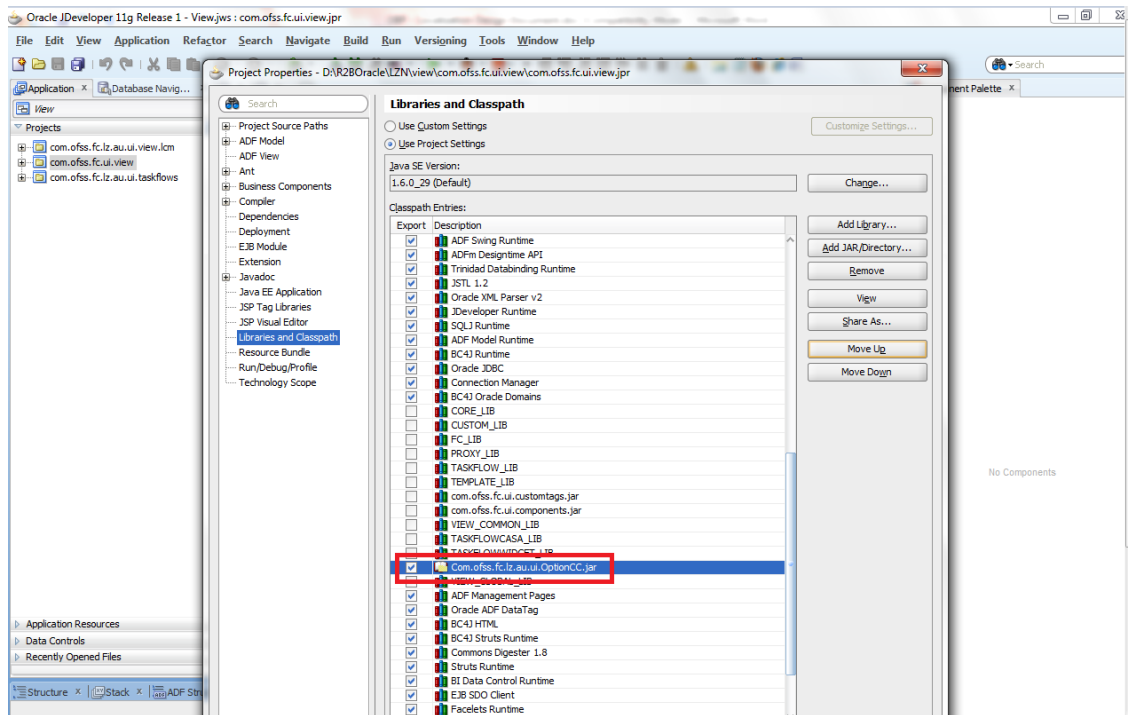 Oracle JDeveloper 11g Release 1 - View.jws : com.ofss.fc.ui.view.jpr
File Edit View Application Refactor Search Navigate Build Run Versioning Tools Window Help
Project Properties - D:\R2BOracle\LZN\view\com.ofss.fc.ui.view\com.ofss.fc.ui.view.jpr
Search
Application
Database Navig...
nent Palette
View
Projects
com.ofss.fc.lz.au.ui.view.lcm
com.ofss.fc.ui.view
com.ofss.fc.lz.au.ui.taskflows
Search
Project Source Paths
ADF Model
ADF View
Ant
Business Components
Compiler
Dependencies
Deployment
EJB Module
Extension
Javadoc
Java EE Application
JSP Tag Libraries
JSP Visual Editor
Libraries and Classpath
Resource Bundle
Run/Debug/Profile
Technology Scope
Libraries and Classpath
Use Custom Settings
Customize Settings...
Use Project Settings
Java SE Version:
1.6.0_29 (Default)
Change...
Classpath Entries:
Export Description
ADF Swing Runtime
ADFm Designtime API
Trinidad Databinding Runtime
JSTL 1.2
Oracle XML Parser v2
JDeveloper Runtime
SQLJ Runtime
ADF Model Runtime
BC4J Runtime
Oracle JDBC
Connection Manager
BC4J Oracle Domains
CORE_LIB
CUSTOM_LIB
FC_LIB
PROXY_LIB
TASKFLOW_LIB
TEMPLATE_LIB
com.ofss.fc.ui.customtags.jar
com.ofss.fc.ui.components.jar
VIEW_COMMON_LIB
TASKFLOWCASA_LIB
TASKFLOWWIDGET_LIB
Com.ofss.fc.lz.au.ui.OptionCC.jar
VIEW_GLOBAL_LIB
ADF Management Pages
Oracle ADF DataTag
BC4J HTML
BC4J Struts Runtime
Commons Digester 1.8
Struts Runtime
BI Data Control Runtime
EJB SDO Client
Facelets Runtime
Add Library...
Add JAR/Directory...
Remove
View
Share As...
Move Up
Move Down
No Components
Application Resources
Data Controls
Recently Opened Files
Structure
Stack
ADF Stru